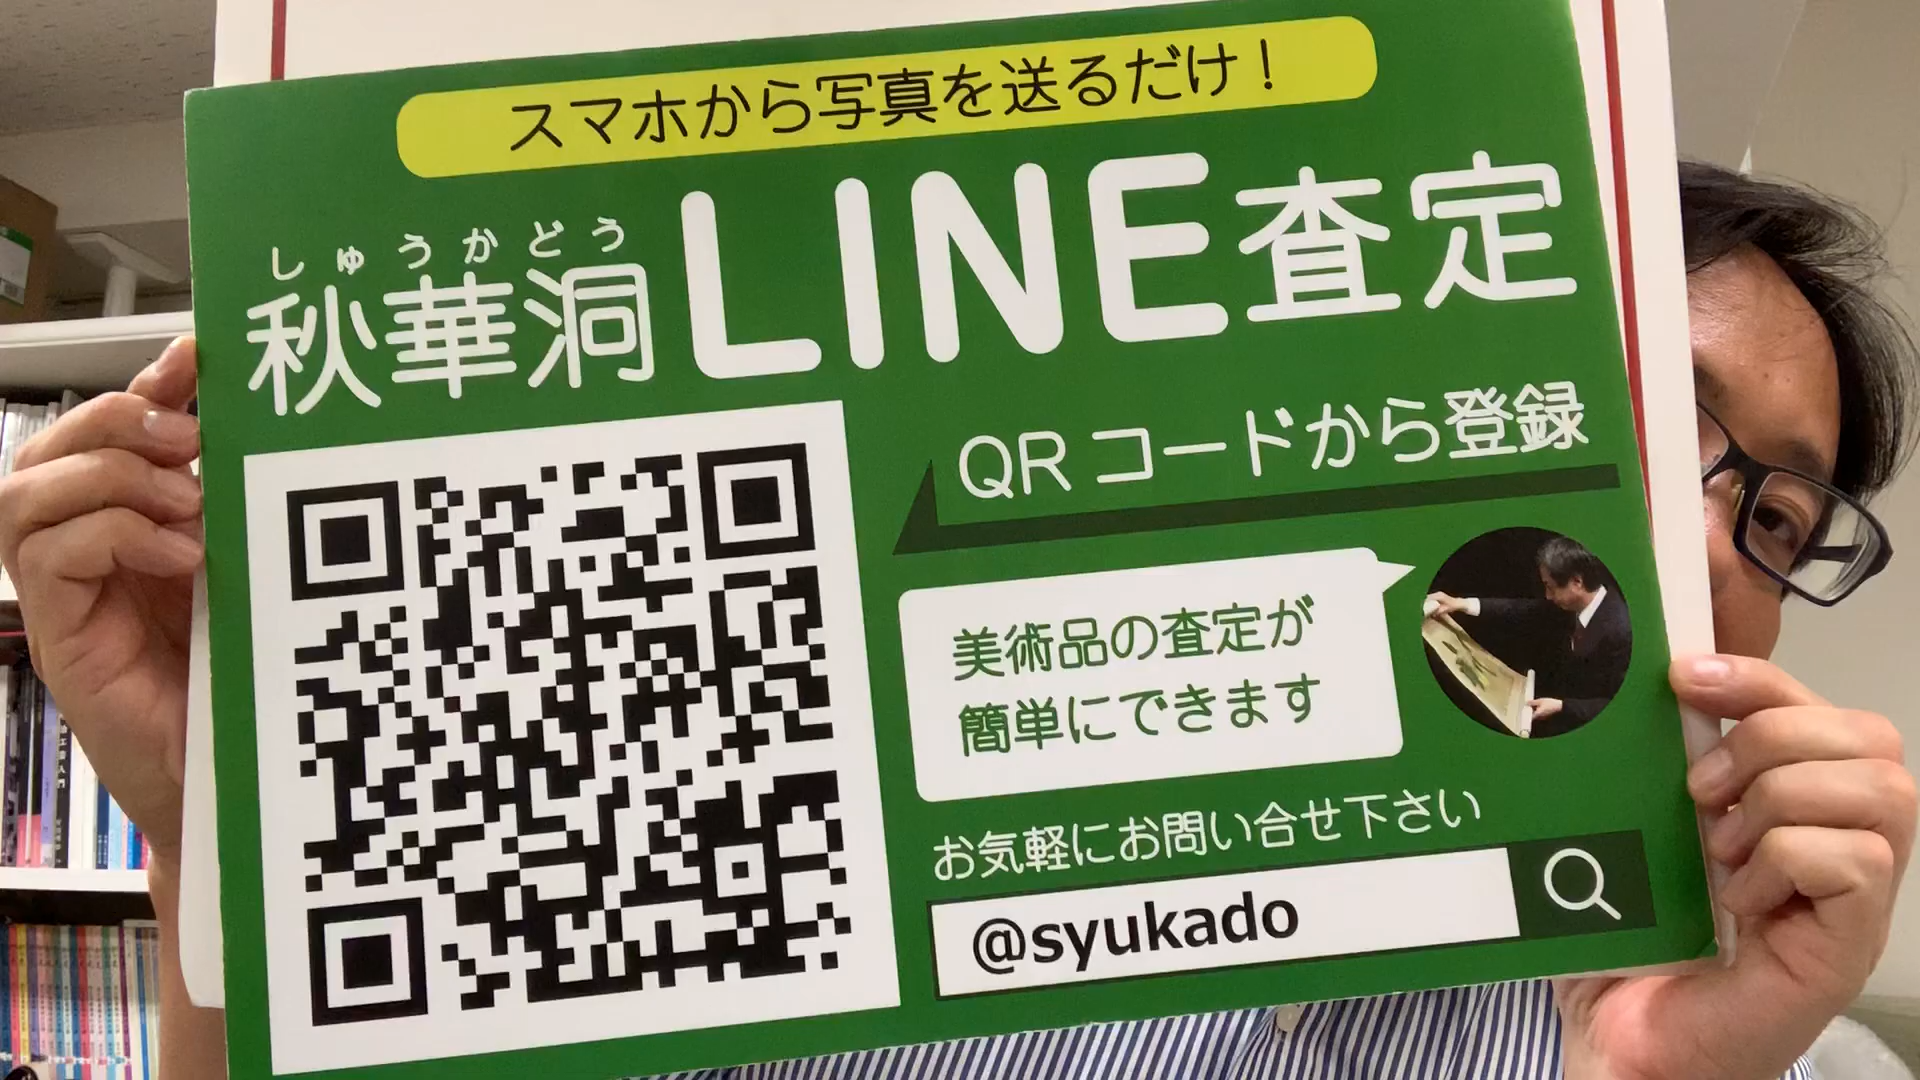 スマホから写真を送るだけ！
しゅうかどう
秋華洞LINE査定
QRコードから登録
美術品の査定が
簡単にできます
お気軽にお問い合せ下さい
@syukado